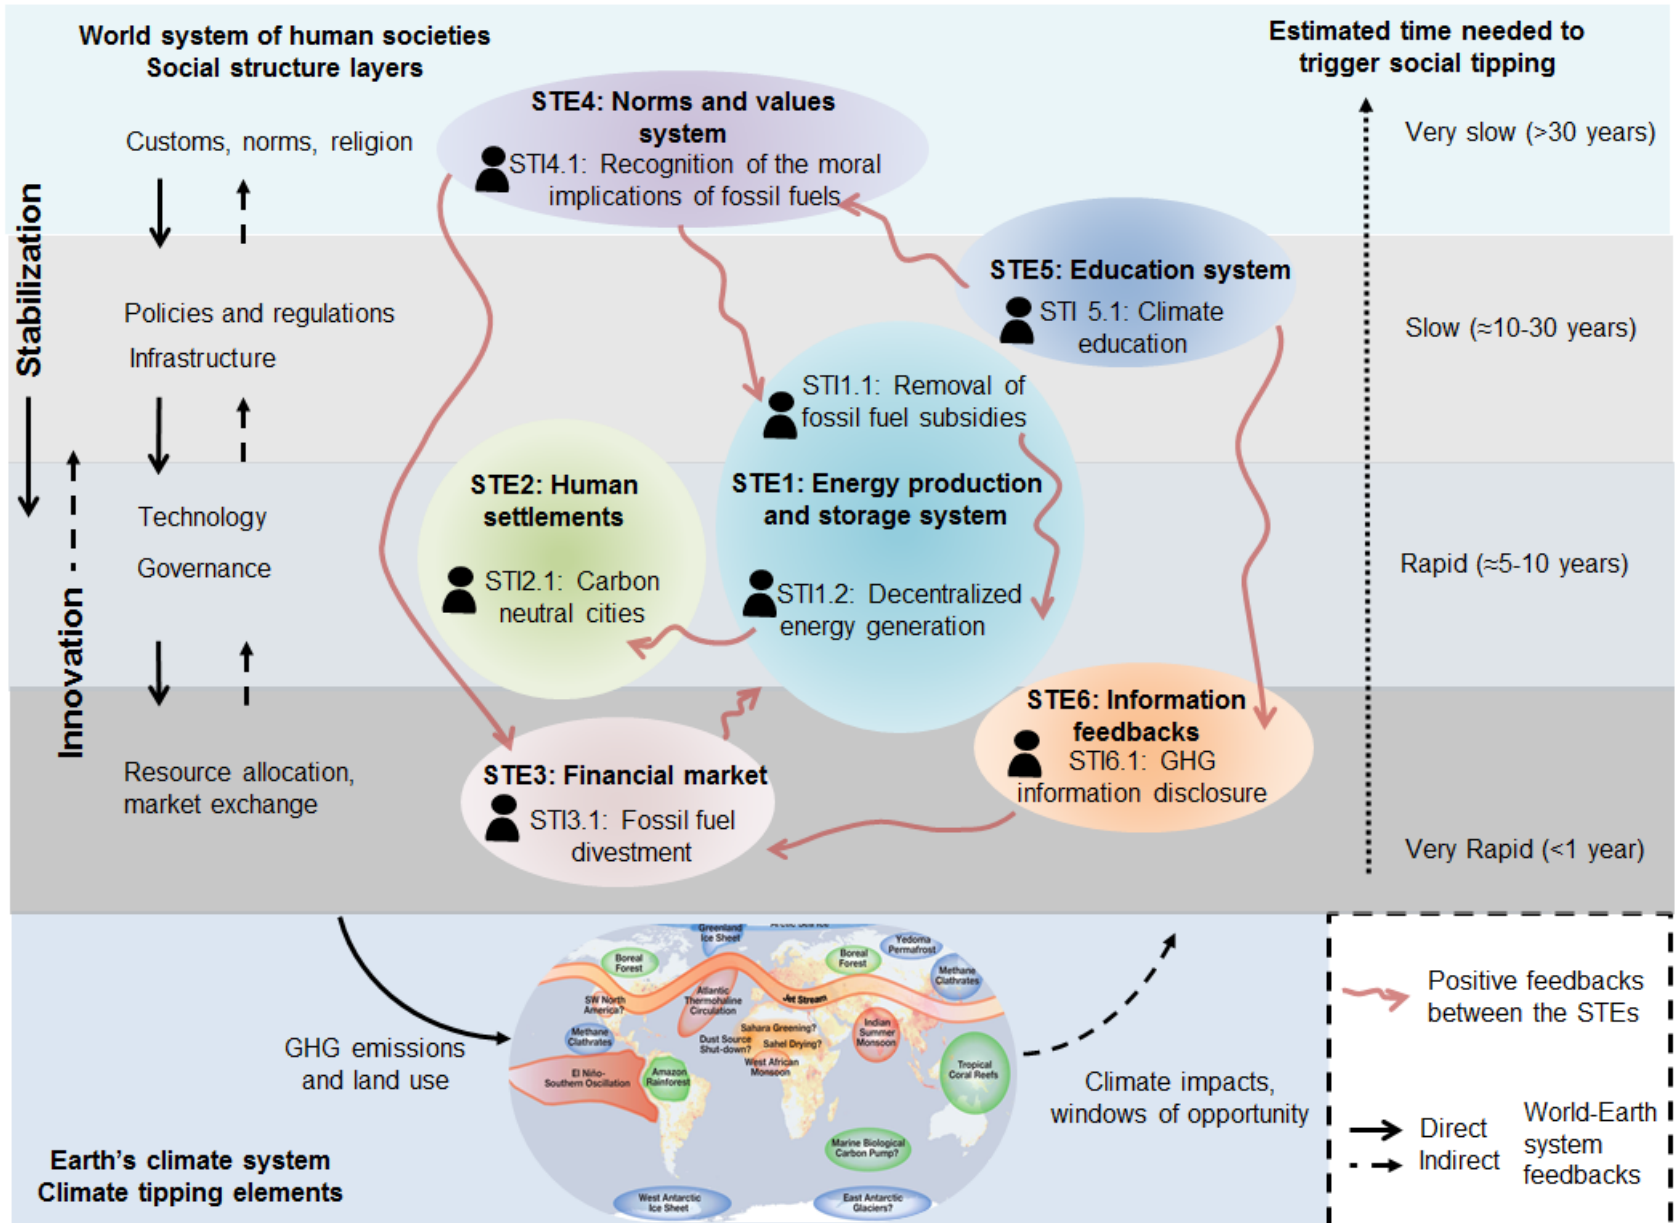 World system of human societies
Social structure layers
Estimated time needed to
trigger social tipping
Customs, norms, religion
STE4: Norms and values
system
STI4.1: Recognition of the moral
implications of fossil fuels
Very slow (>30 years)
Stabilization
Innovation
Policies and regulations
Infrastructure
STE5: Education system
STI 5.1: Climate
education
Slow (≈10-30 years)
STI1.1: Removal of
fossil fuel subsidies
STE1: Energy production
and storage system
STI1.2: Decentralized
energy generation
STE2: Human
settlements
STI2.1: Carbon
neutral cities
Technology
Governance
Rapid (≈5-10 years)
Resource allocation,
market exchange
STE3: Financial market
STI3.1: Fossil fuel
divestment
STE6: Information
feedbacks
STI6.1: GHG
information disclosure
Very Rapid (<1 year)
GHG emissions
and land use
Greenland
Ice Sheet
Arctic Sea Ice
Boreal
Forest
Boreal
Forest
Yedoma
Permafrost
Methane
Clathrates
SW North
America?
Atlantic
Thermohaline
Circulation
Jet Stream
Methane
Clathrates
Sahara Greening?
Dust Source
Shut-down?
Sahel Drying?
West African
Monsoon
Indian
Summer
Monsoon
El Niño-
Southern Oscillation
Amazon
Rainforest
Tropical
Coral Reefs
Marine Biological
Carbon Pump?
West Antarctic
Ice Sheet
East Antarctic
Glaciers?
Climate impacts,
windows of opportunity
Earth's climate system
Climate tipping elements
Positive feedbacks
between the STEs
Direct
Indirect
World-Earth
system
feedbacks